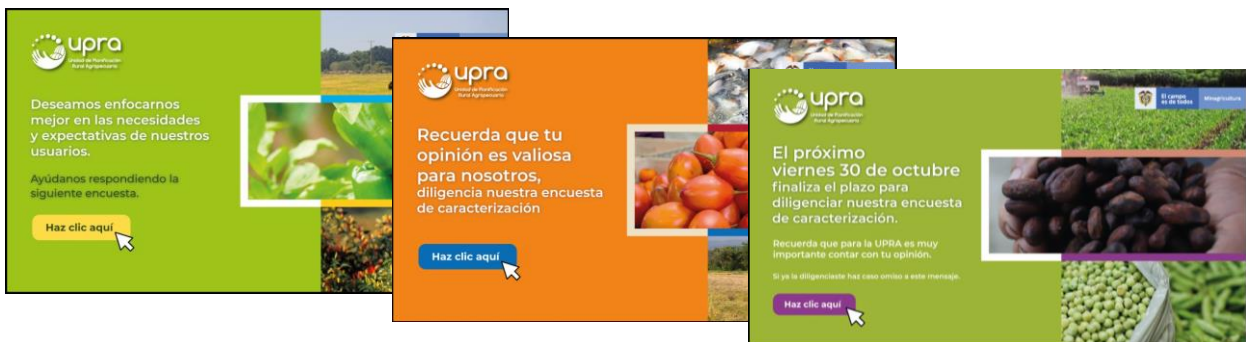 upra
Unidad de Planificación
Rural Agropecuaria
Deseamos enfocarnos
mejor en las necesidades
y expectativas de nuestros
usuarios.
Ayúdanos respondiendo la
siguiente encuesta.
Haz clic aquí
upra
Unidad de Planificación
Rural Agropecuaria
Recuerda que tu
opinión es valiosa
para nosotros,
diligencia nuestra encuesta
de caracterización
Haz clic aquí
upra
Unidad de Planificación
Rural Agropecuaria
El campo
es de todos
Minagricultura
El próximo
viernes 30 de octubre
finaliza el plazo para
diligenciar nuestra encuesta
de caracterización.
Recuerda que para la UPRA es muy
importante contar con tu opinión.
Si ya la diligenciaste haz caso omiso a este mensaje.
Haz clic aquí